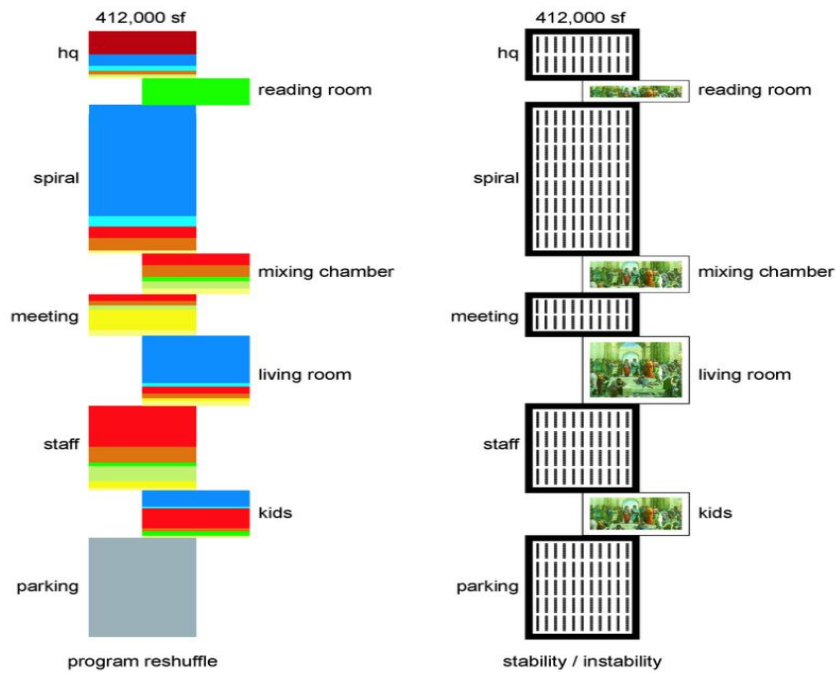 412,000 sf
hq
reading room
spiral
mixing chamber
meeting
living room
staff
kids
parking
program reshuffle
412,000 sf
hq
reading room
spiral
mixing chamber
meeting
living room
staff
kids
parking
stability / instability